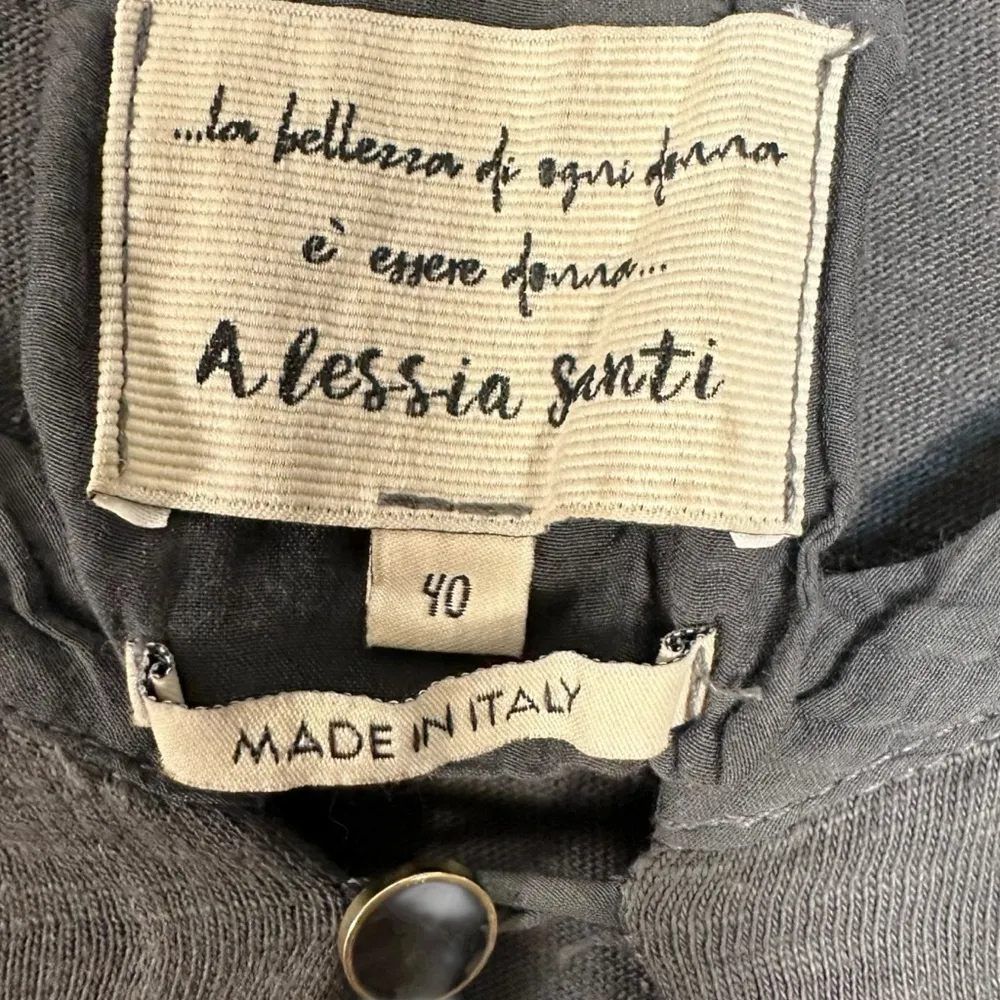 ...la bellezza di ogni donna
e' essere donna...
Alessia Santi
40
MADE IN ITALY